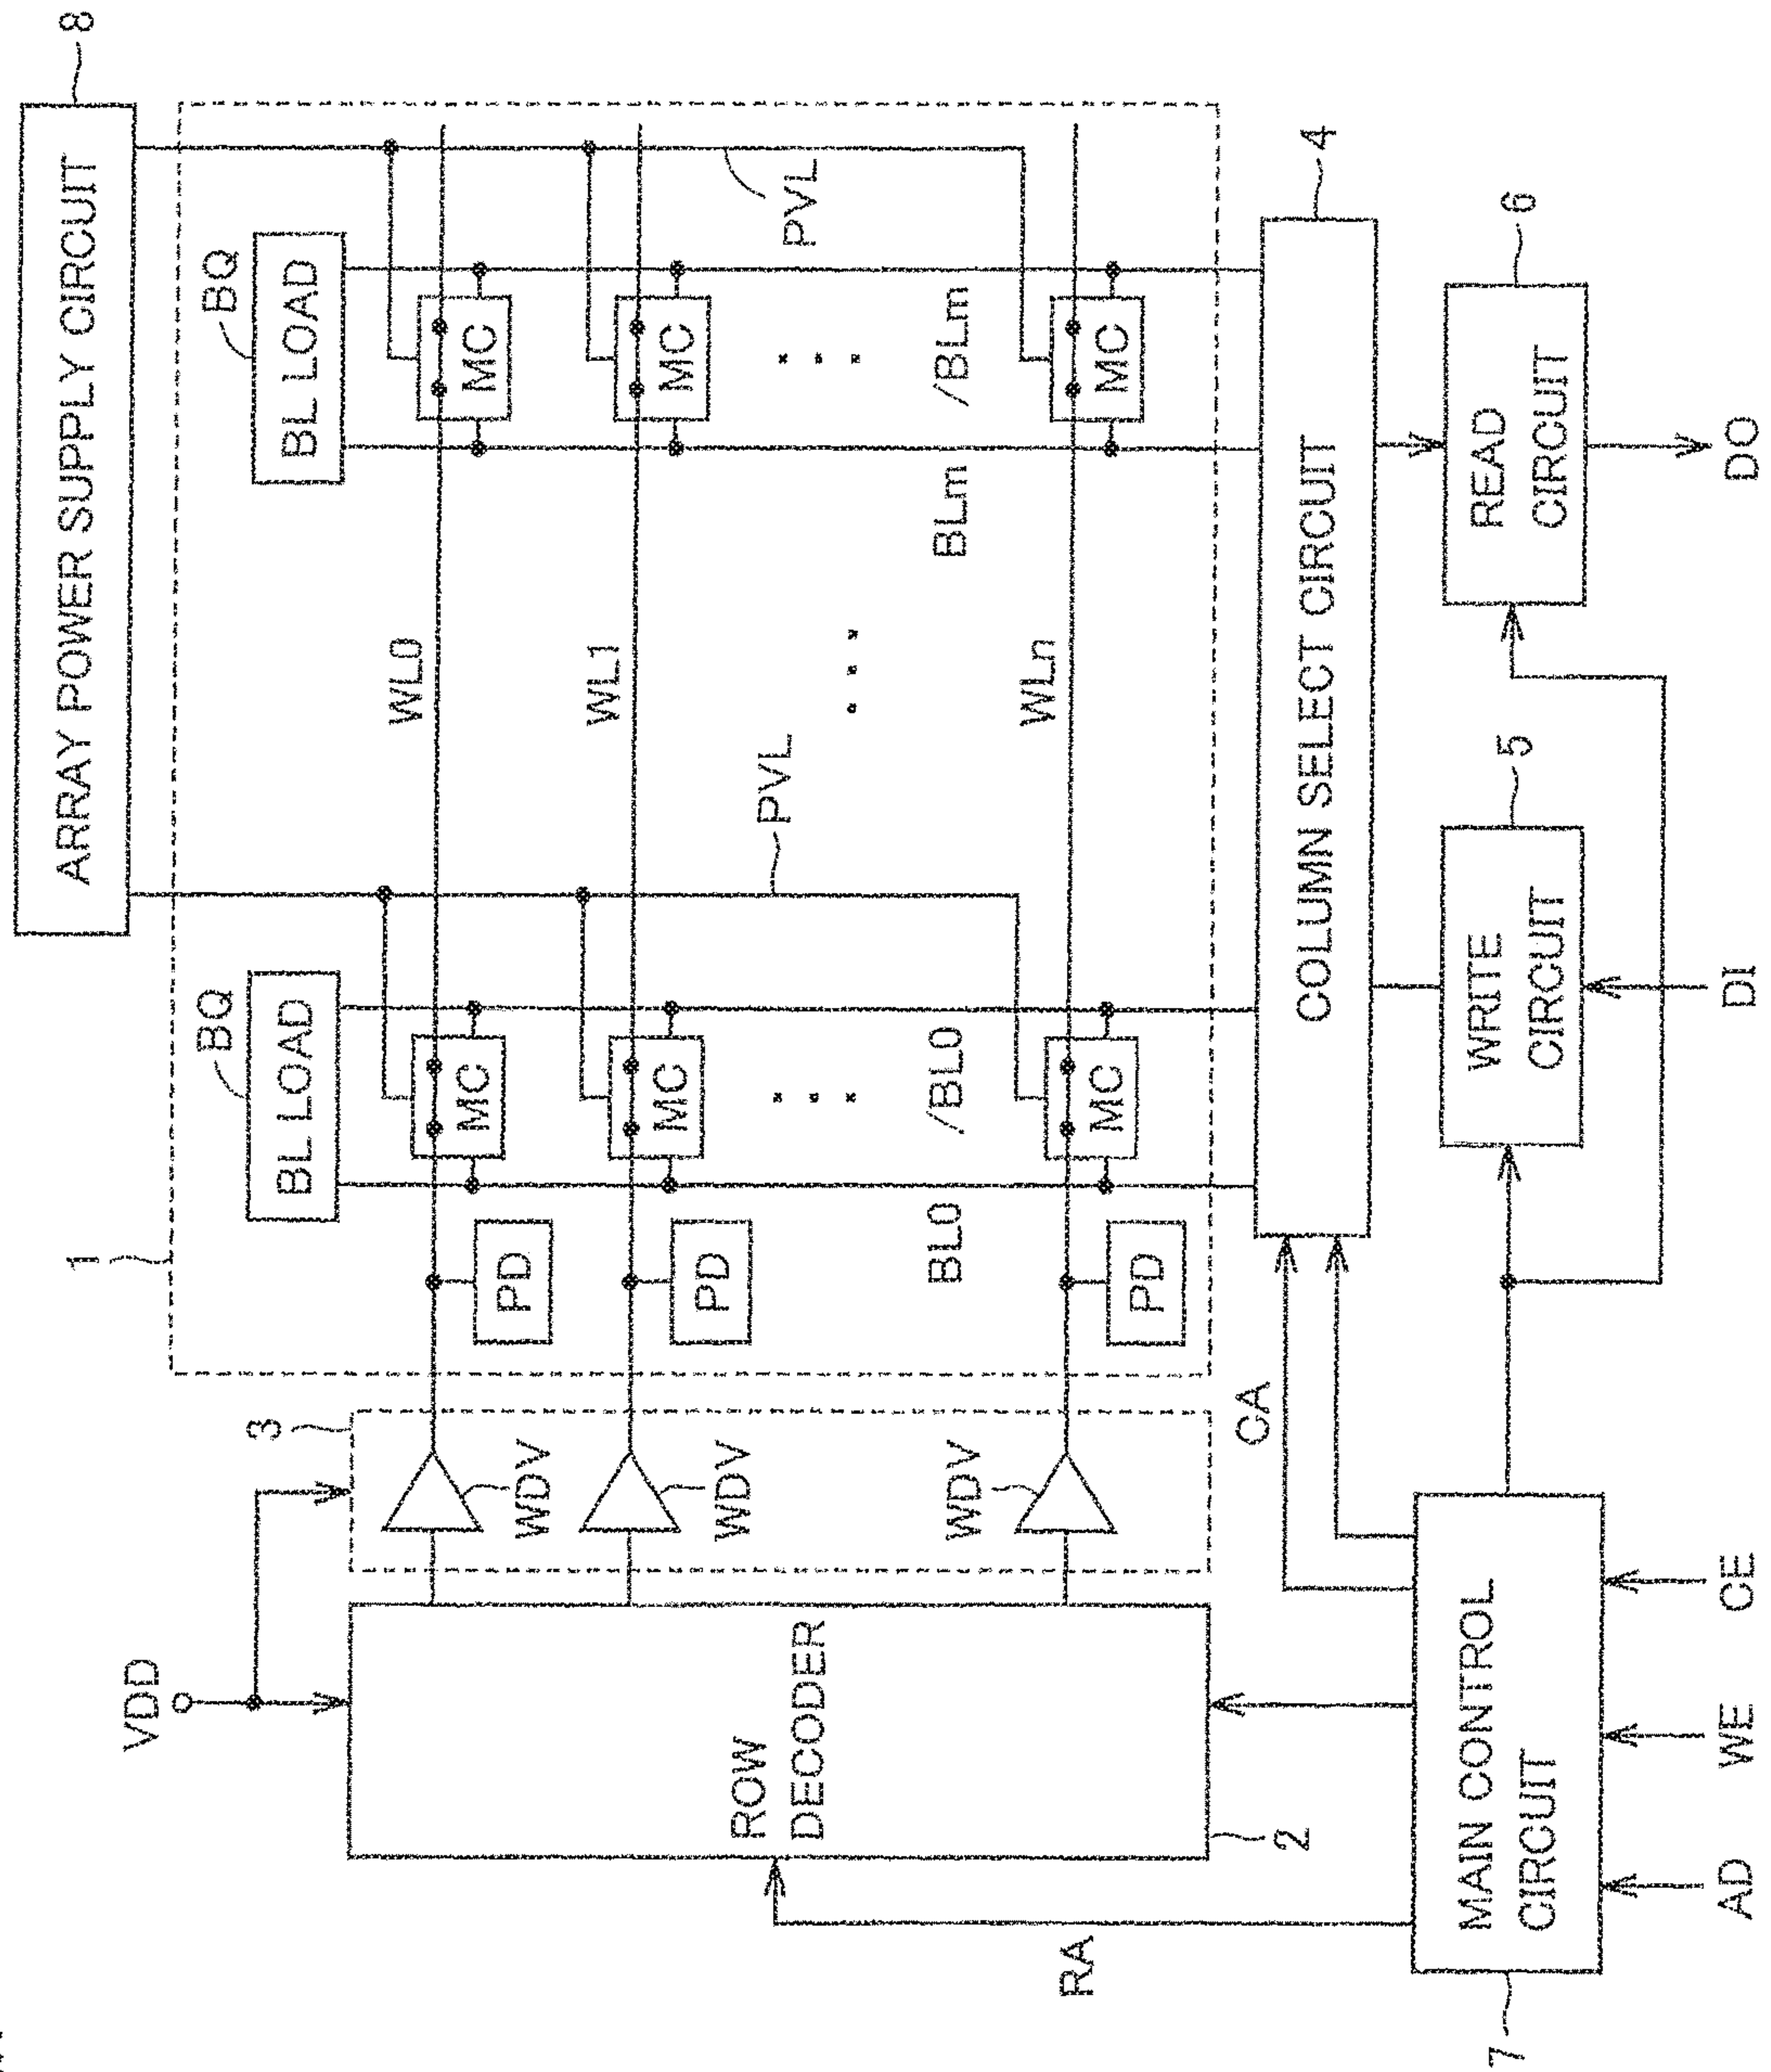 8
ARRAY POWER SUPPLY CIRCUIT
1
BQ
BL LOAD
BQ
BL LOAD
VDD
3
WL0
MC
MC
PD
WDV
WL1
MC
MC
PD
WDV
PVL
PVL
ROW
DECODER
BL0
/BL0
BLm
/BLm
WLn
MC
MC
PD
WDV
2
RA
CA
COLUMN SELECT CIRCUIT
4
MAIN CONTROL
CIRCUIT
7
WRITE
CIRCUIT
5
READ
CIRCUIT
6
AD
WE
CE
DI
DO